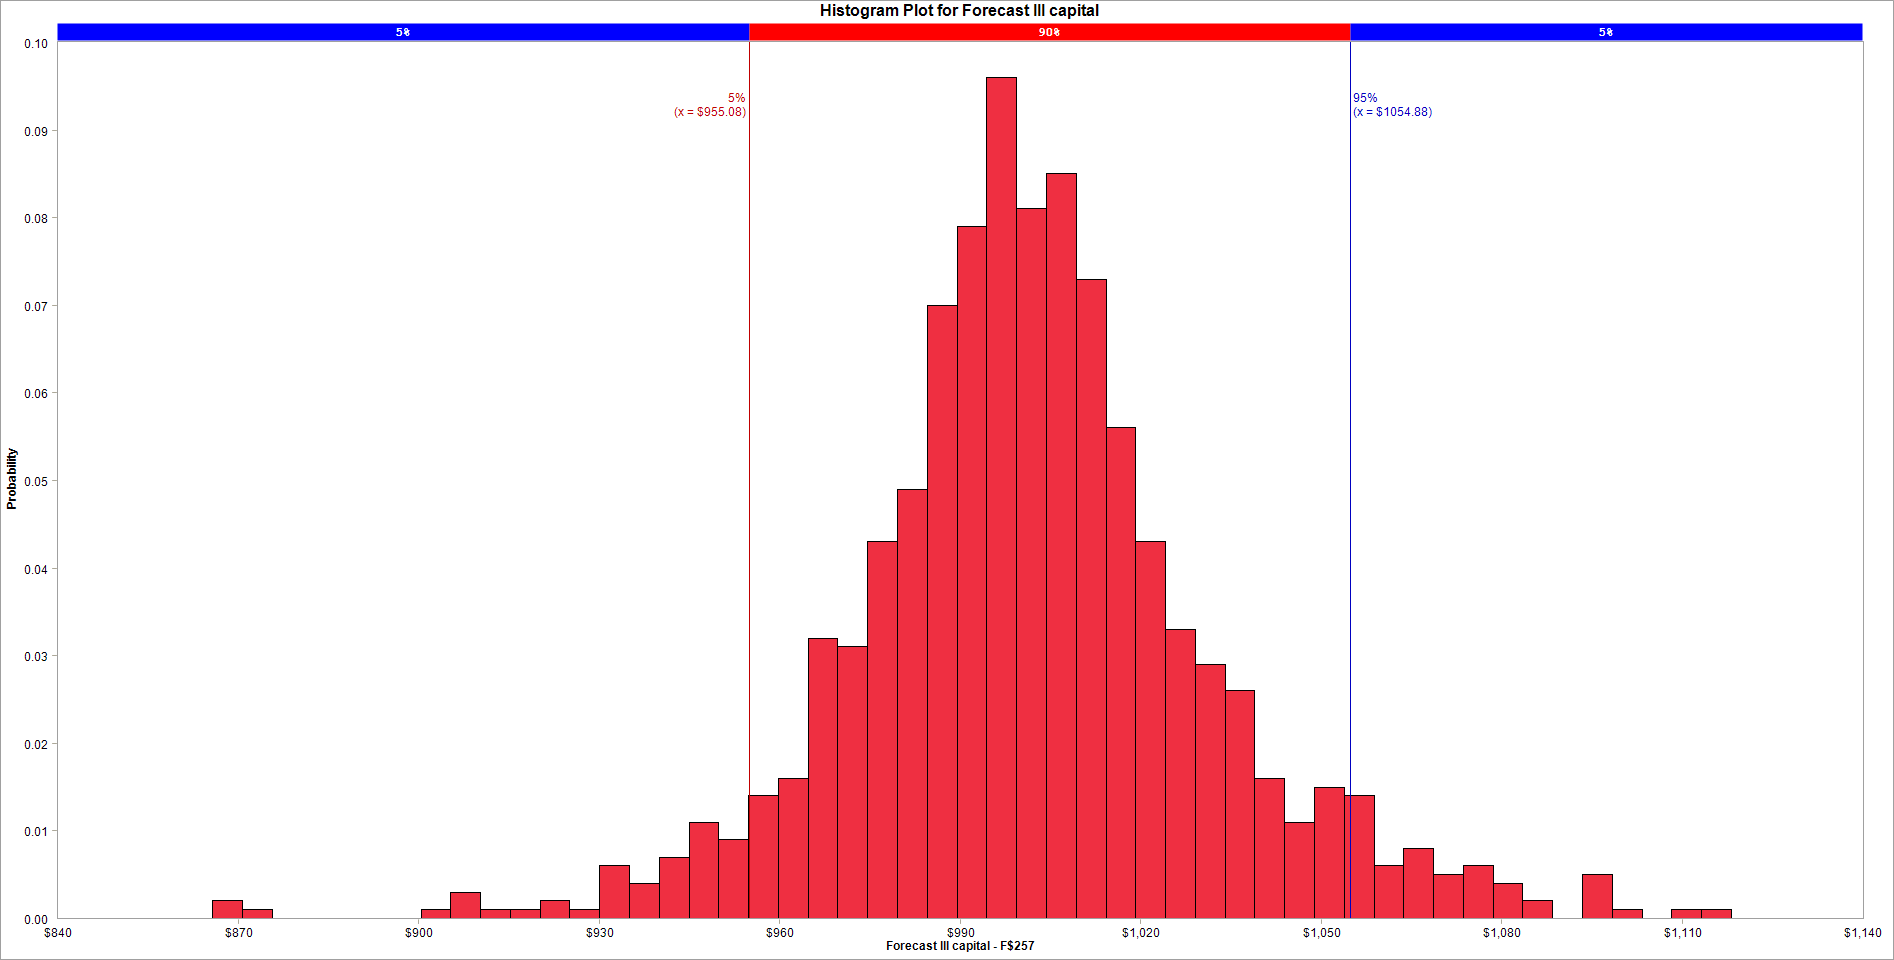 Histogram Plot for Forecast III capital
5% 90% 5%
0.10
5%
(x = $955.08)
95%
(x = $1054.88)
0.09
0.08
0.07
0.06
0.05
Probability
0.04
0.03
0.02
0.01
0.00
$840 $870 $900 $930 $960 $990 $1,020 $1,050 $1,080 $1,110 $1,140
Forecast III capital - F$257